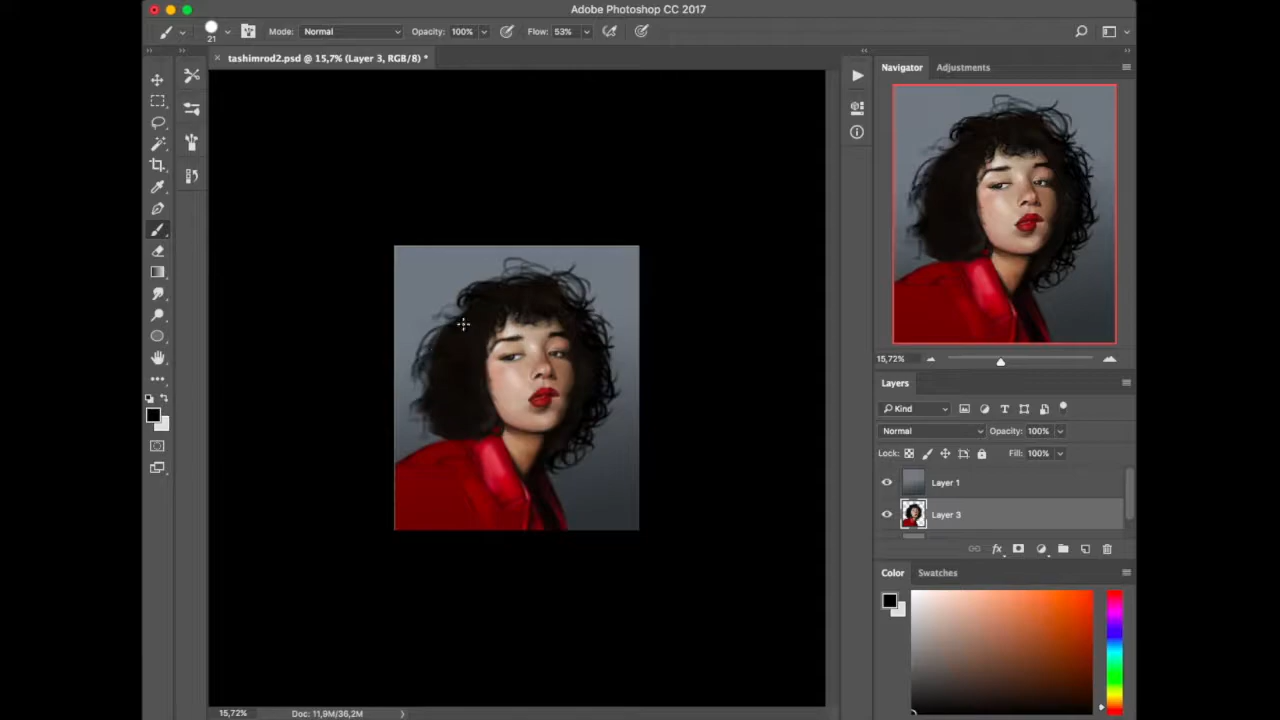 Adobe Photoshop CC 2017
21
Mode: Normal
Opacity: 100%
Flow: 53%
× tashimrod2.psd @ 15,7% (Layer 3, RGB/8) *
Navigator
Adjustments
15,72%
Layers
Kind
Normal
Opacity: 100%
Lock:
Fill: 100%
Layer 1
Layer 3
fx
Color
Swatches
15,72%
Doc: 11,9M/36,2M